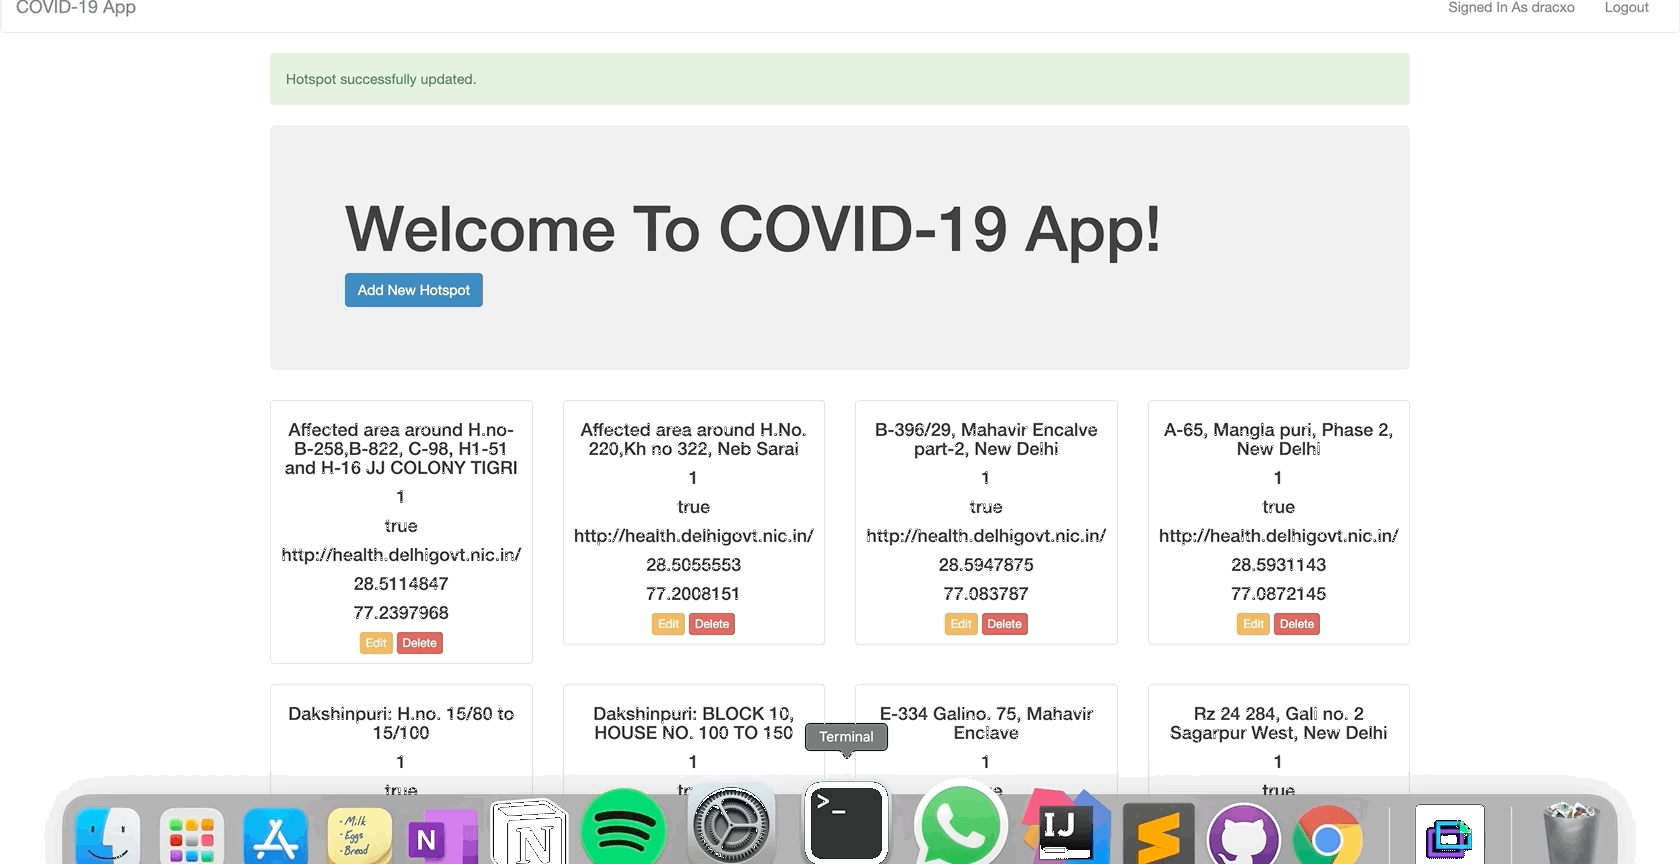 COVID-19 App
Signed In As dracxo
Logout
Hotspot successfully updated.
Welcome To COVID-19 App!
Add New Hotspot
Affected area around H.no-
B-258,B-822, C-98, H1-51
and H-16 JJ COLONY TIGRI
1
true
http://health.delhigovt.nic.in/
28.5114847
77.2397968
Edit
Delete
Affected area around H.No.
220,Kh no 322, Neb Sarai
1
true
http://health.delhigovt.nic.in/
28.5055553
77.2008151
Edit
Delete
B-396/29, Mahavir Encalve
part-2, New Delhi
1
true
http://health.delhigovt.nic.in/
28.5947875
77.083787
Edit
Delete
A-65, Mangla puri, Phase 2,
New Delhi
1
true
http://health.delhigovt.nic.in/
28.5931143
77.0872145
Edit
Delete
Dakshinpuri: H.no. 15/80 to
15/100
1
true
Dakshinpuri: BLOCK 10,
HOUSE NO. 100 TO 150
1
E-334 Galino. 75, Mahavir
Enclave
1
Rz 24 284, Gali no. 2
Sagarpur West, New Delhi
1
true
Terminal
- Milk
- Eggs
- Bread
N
N
>_
IJ